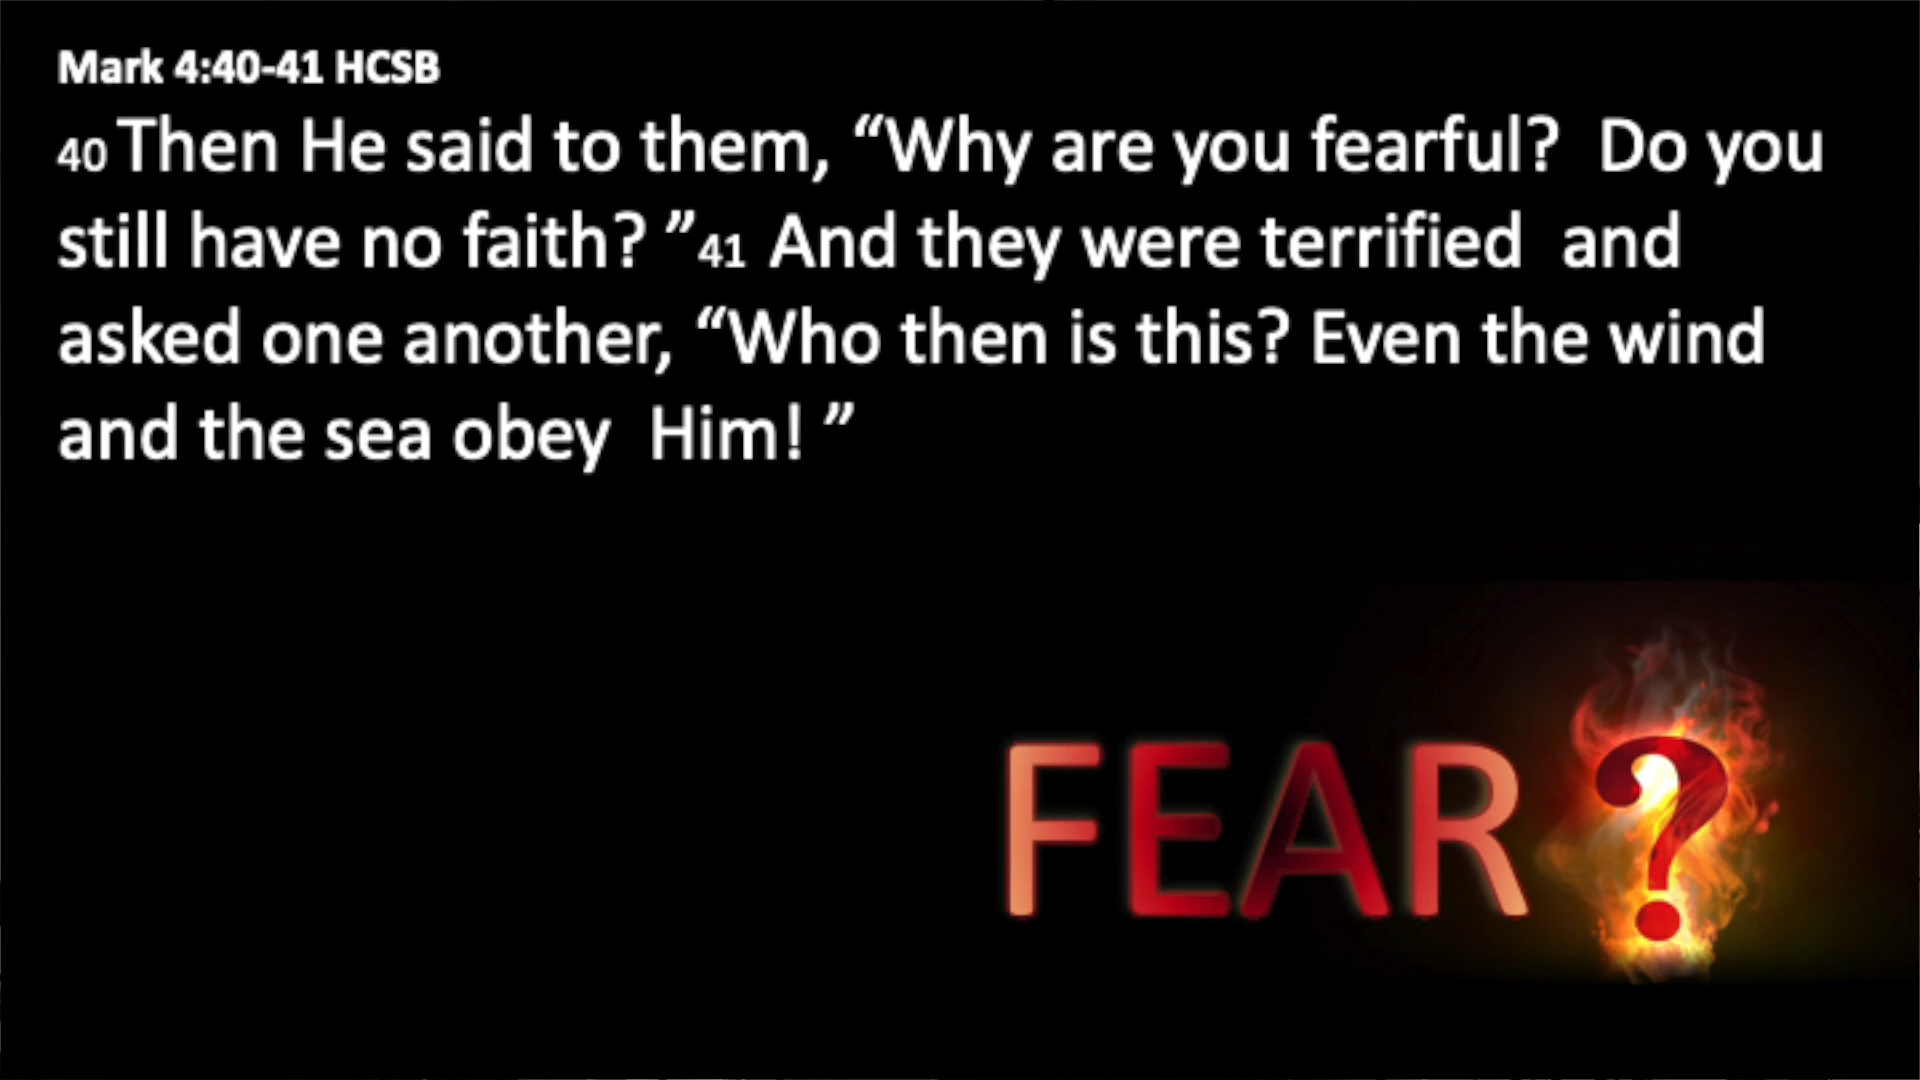 Mark 4:40-41 HCSB
40 Then He said to them, “Why are you fearful?  Do you
still have no faith? ”41 And they were terrified  and
asked one another, “Who then is this? Even the wind
and the sea obey  Him! ”
FEAR?